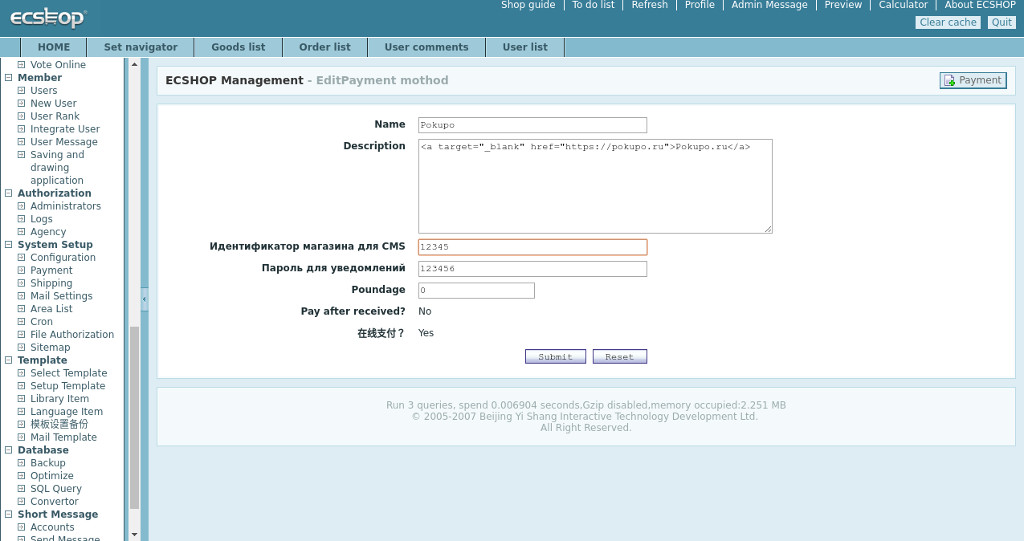 ECSHOP
Shop guide | To do list | Refresh | Profile | Admin Message | Preview | Calculator | About ECSHOP
Clear cache Quit
HOME Set navigator Goods list Order list User comments User list
Vote Online
Member
Users
New User
User Rank
Integrate User
User Message
Saving and
drawing
application
Authorization
Administrators
Logs
Agency
System Setup
Configuration
Payment
Shipping
Mail Settings
Area List
Cron
File Authorization
Sitemap
Template
Select Template
Setup Template
Library Item
Language Item
模板设置备份
Mail Template
Database
Backup
Optimize
SQL Query
Convertor
Short Message
Accounts
Send Message
ECSHOP Management - EditPayment mothod
Payment
Name Pokupo
Description <a target="_blank" href="https://pokupo.ru">Pokupo.ru</a>
Идентификатор магазина для CMS 12345
Пароль для уведомлений 123456
Poundage 0
Pay after received? No
在线支付？ Yes
Submit Reset
Run 3 queries, spend 0.006904 seconds,Gzip disabled,memory occupied:2.251 MB
© 2005-2007 Beijing Yi Shang Interactive Technology Development Ltd.
All Right Reserved.